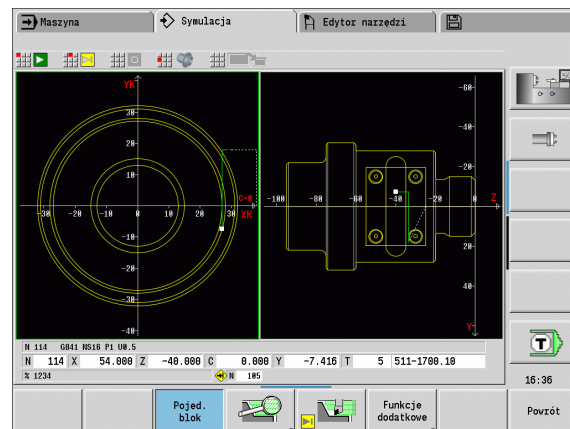 Maszyna Symulacja Edytor narzędzi
YK
30
20
10
-30 -20 -10 0 10 20 30
C=0
XK
-10
-20
-30
-40
-60
-40
-20
-100 -80 -60 -40 -20 0
Z
20
40
Y
N 114 G841 NS16 P1 U0.5
N 114 X 54.000 Z -40.000 C 0.000 Y -7.416 T 5 511-1700.10
% 1234 N 105
T
16:36
Pojed. blok
Funkcje dodatkowe
Powrót